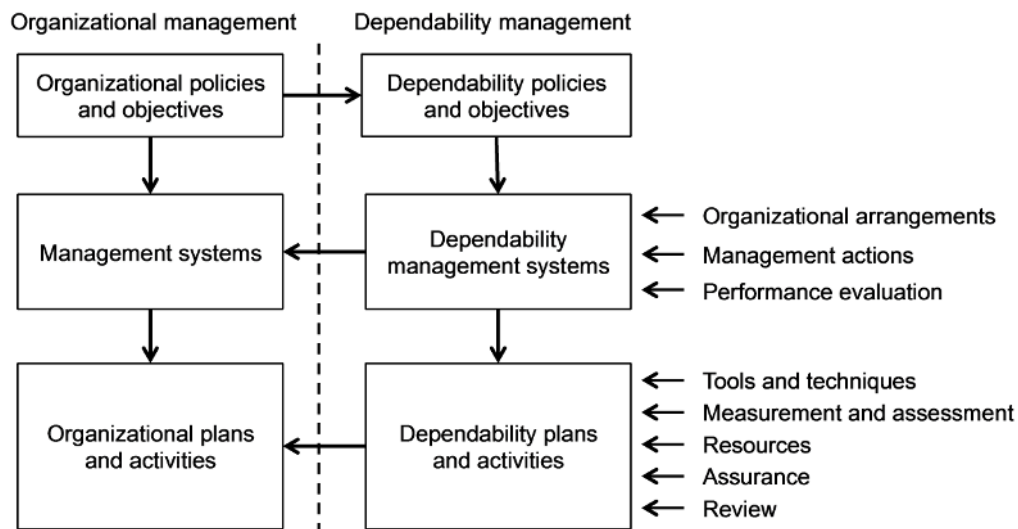 Organizational management
Dependability management
Organizational policies
and objectives
Dependability policies
and objectives
Management systems
Dependability
management systems
Organizational arrangements
Management actions
Performance evaluation
Organizational plans
and activities
Dependability plans
and activities
Tools and techniques
Measurement and assessment
Resources
Assurance
Review